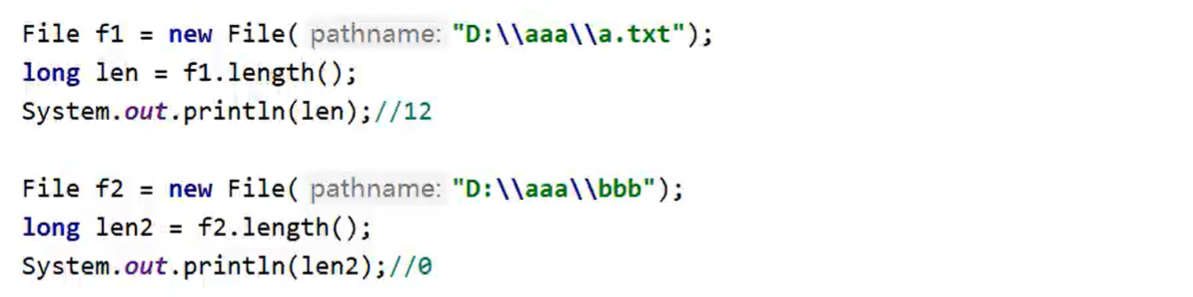 File f1 = new File( pathname: "D:\\aaa\\a.txt");
long len = f1.length();
System.out.println(len);//12
File f2 = new File( pathname: "D:\\aaa\\bbb");
long len2 = f2.length();
System.out.println(len2);//0